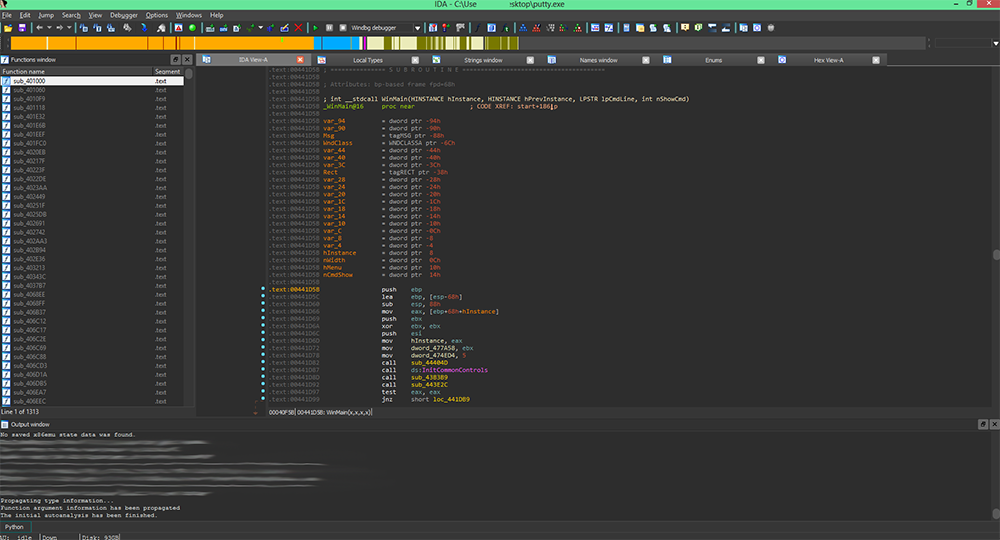 IDA - C:\Use sktop\putty.exe
File Edit Jump Search View Debugger Options Windows Help
Windbg debugger
Functions window
IDA View-A Local Types Strings window Names window Enums Hex View-A
Function name Segment
sub_401000 .text
sub_401060 .text
sub_4010F9 .text
sub_401118 .text
sub_401E32 .text
sub_401E6B .text
sub_401EEF .text
sub_401FC0 .text
sub_4020EB .text
sub_40217F .text
sub_40223F .text
sub_4022DE .text
sub_4023AA .text
sub_402449 .text
sub_40251F .text
sub_4025DB .text
sub_402691 .text
sub_402742 .text
sub_402AA3 .text
sub_402B94 .text
sub_402E36 .text
sub_403213 .text
sub_40343C .text
sub_4037B7 .text
sub_4068EE .text
sub_4068FF .text
sub_406B37 .text
sub_406C12 .text
sub_406C17 .text
sub_406C2E .text
sub_406C69 .text
sub_406C88 .text
sub_406CD3 .text
sub_406D1A .text
sub_406DB5 .text
sub_406EA7 .text
sub_406EEC .text
Line 1 of 1313
.text:00441D58 ; =============== S U B R O U T I N E =======================================
.text:00441D58
.text:00441D58 ; Attributes: bp-based frame fpd=68h
.text:00441D58
.text:00441D58 ; int __stdcall WinMain(HINSTANCE hInstance, HINSTANCE hPrevInstance, LPSTR lpCmdLine, int nShowCmd)
.text:00441D58 _WinMain@16 proc near ; CODE XREF: start+186↓p
.text:00441D58
.text:00441D58 var_94 = dword ptr -94h
.text:00441D58 var_90 = dword ptr -90h
.text:00441D58 Msg = tagMSG ptr -88h
.text:00441D58 WndClass = WNDCLASSA ptr -6Ch
.text:00441D58 var_44 = dword ptr -44h
.text:00441D58 var_40 = dword ptr -40h
.text:00441D58 var_3C = dword ptr -3Ch
.text:00441D58 Rect = tagRECT ptr -38h
.text:00441D58 var_28 = dword ptr -28h
.text:00441D58 var_24 = dword ptr -24h
.text:00441D58 var_20 = dword ptr -20h
.text:00441D58 var_1C = dword ptr -1Ch
.text:00441D58 var_18 = dword ptr -18h
.text:00441D58 var_14 = dword ptr -14h
.text:00441D58 var_10 = dword ptr -10h
.text:00441D58 var_C = dword ptr -0Ch
.text:00441D58 var_8 = dword ptr -8
.text:00441D58 var_4 = dword ptr -4
.text:00441D58 hInstance = dword ptr 8
.text:00441D58 nWidth = dword ptr 0Ch
.text:00441D58 hMenu = dword ptr 10h
.text:00441D58 nCmdShow = dword ptr 14h
.text:00441D58
.text:00441D58 push ebp
.text:00441D5C lea ebp, [esp-68h]
.text:00441D60 sub esp, 88h
.text:00441D66 mov eax, [ebp+68h+hInstance]
.text:00441D69 push ebx
.text:00441D6A xor ebx, ebx
.text:00441D6C push esi
.text:00441D6D mov hInstance, eax
.text:00441D72 mov dword_477A58, ebx
.text:00441D78 mov dword_474ED4, 5
.text:00441D82 call sub_44404D
.text:00441D87 call ds:InitCommonControls
.text:00441D8D call sub_43B3B9
.text:00441D92 call sub_443E2C
.text:00441D97 test eax, eax
.text:00441D99 jnz short loc_441DB9
00040F5B 00441D5B: WinMain(x,x,x,x)
Output window
No saved x86emu state data was found.
Propagating type information...
Function argument information has been propagated
The initial autoanalysis has been finished.
Python
AU: idle Down Disk: 93GB